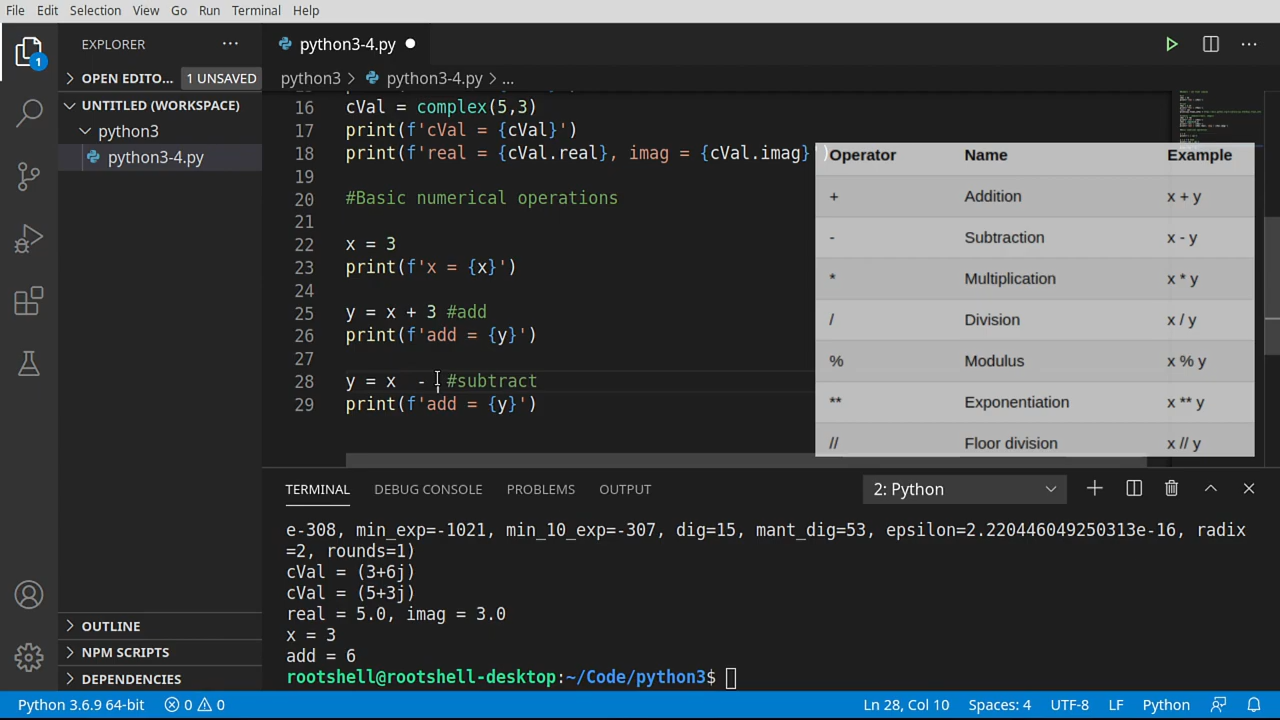 File Edit Selection View Go Run Terminal Help
EXPLORER
python3-4.py
OPEN EDITO... 1 UNSAVED
python3 > python3-4.py > ...
UNTITLED (WORKSPACE)
python3
python3-4.py
1
16 cVal = complex(5,3)
17 print(f'cVal = {cVal}')
18 print(f'real = {cVal.real}, imag = {cVal.imag}')
19
20 #Basic numerical operations
21
22 x = 3
23 print(f'x = {x}')
24
25 y = x + 3 #add
26 print(f'add = {y}')
27
28 y = x  -  #subtract
29 print(f'add = {y}')
Operator Name Example
+ Addition x + y
- Subtraction x - y
* Multiplication x * y
/ Division x / y
% Modulus x % y
** Exponentiation x ** y
// Floor division x // y
TERMINAL DEBUG CONSOLE PROBLEMS OUTPUT 2: Python
e-308, min_exp=-1021, min_10_exp=-307, dig=15, mant_dig=53, epsilon=2.220446049250313e-16, radix
=2, rounds=1)
cVal = (3+6j)
cVal = (5+3j)
real = 5.0, imag = 3.0
x = 3
add = 6
rootshell@rootshell-desktop:~/Code/python3$
OUTLINE
NPM SCRIPTS
DEPENDENCIES
Python 3.6.9 64-bit 0 0 Ln 28, Col 10 Spaces: 4 UTF-8 LF Python